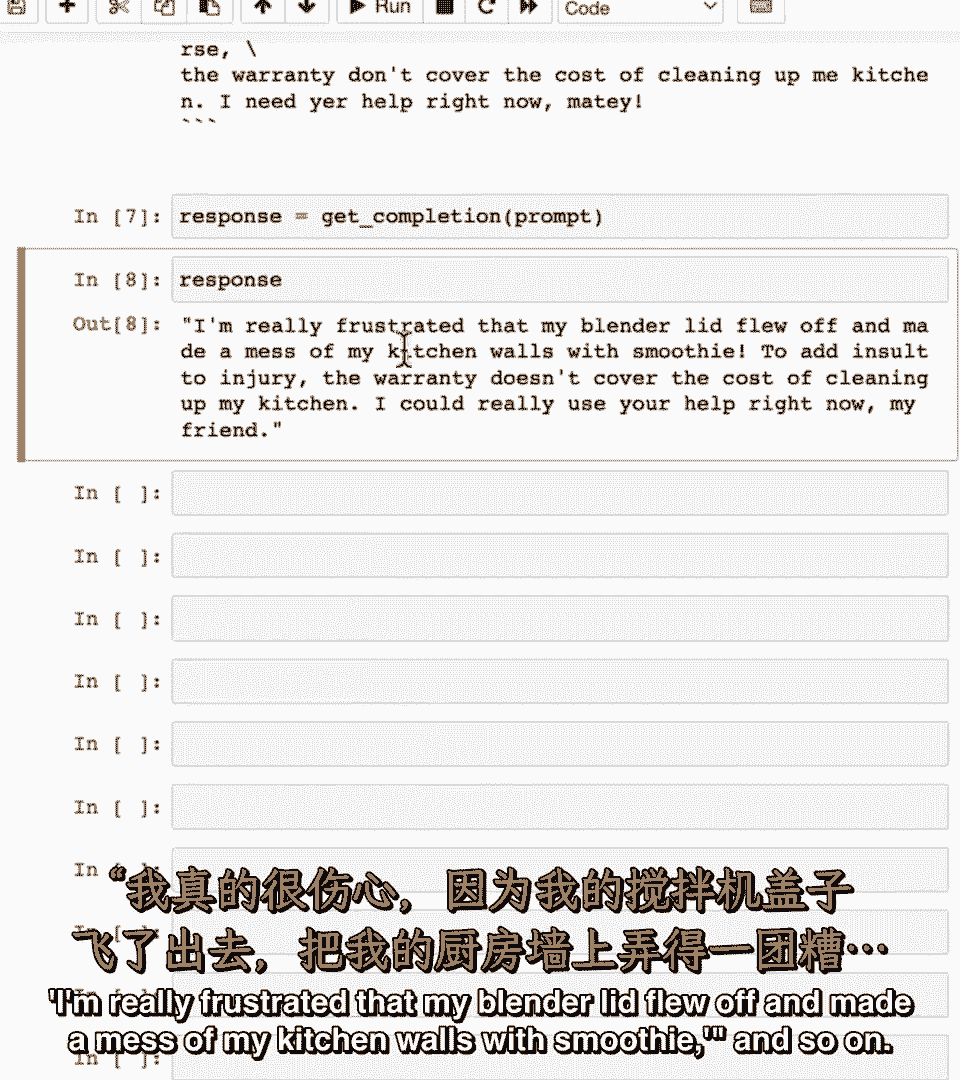 Run
Code
rse, \
the warranty don't cover the cost of cleaning up me kitche
n. I need yer help right now, matey!
```
In [7]: response = get_completion(prompt)
In [8]: response
Out[8]: "I'm really frustrated that my blender lid flew off and ma
de a mess of my kitchen walls with smoothie! To add insult
to injury, the warranty doesn't cover the cost of cleaning
up my kitchen. I could really use your help right now, my
friend."
In [ ]:
In [ ]:
In [ ]:
In [ ]:
In [ ]:
In [ ]:
In [ ]:
“我真的很伤心，因为我的搅拌机盖子
飞了出去，把我的厨房墙上弄得一团糟…
'I'm really frustrated that my blender lid flew off and made
a mess of my kitchen walls with smoothie,'" and so on.
In [ ]: